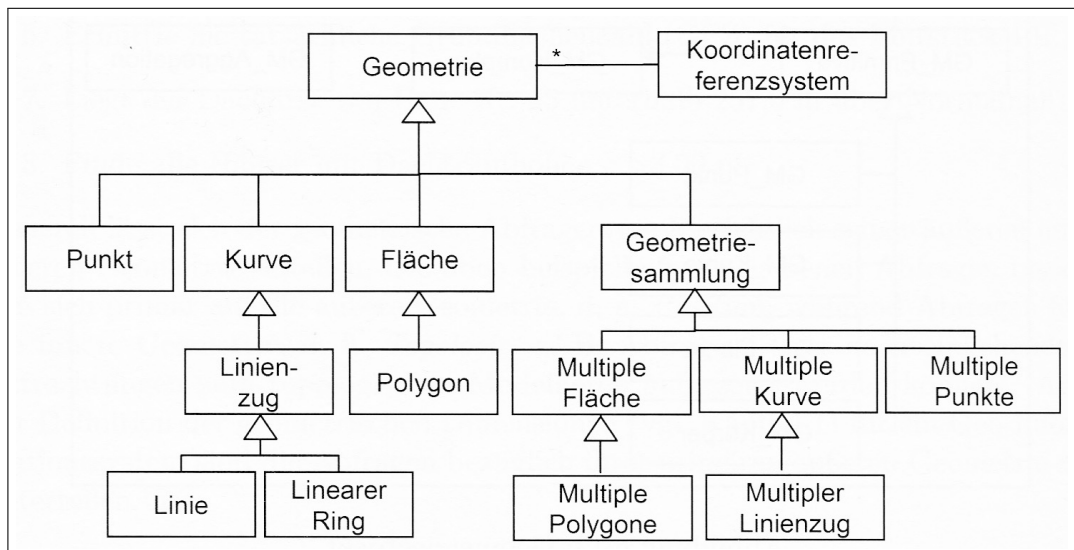 Geometrie
*
Koordinatenre-
ferenzsystem
Punkt
Kurve
Fläche
Geometrie-
sammlung
Linien-
zug
Polygon
Multiple
Fläche
Multiple
Kurve
Multiple
Punkte
Linie
Linearer
Ring
Multiple
Polygone
Multipler
Linienzug